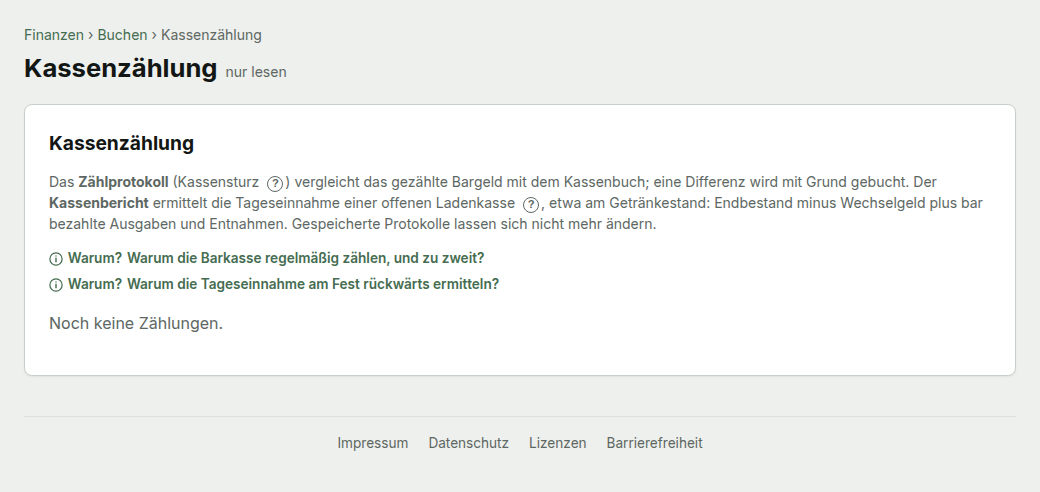 Finanzen › Buchen › Kassenzählung
Kassenzählung nur lesen
Kassenzählung
Das Zählprotokoll (Kassensturz ?) vergleicht das gezählte Bargeld mit dem Kassenbuch; eine Differenz wird mit Grund gebucht. Der
Kassenbericht ermittelt die Tageseinnahme einer offenen Ladenkasse ?, etwa am Getränkestand: Endbestand minus Wechselgeld plus bar
bezahlte Ausgaben und Entnahmen. Gespeicherte Protokolle lassen sich nicht mehr ändern.
Warum? Warum die Barkasse regelmäßig zählen, und zu zweit?
Warum? Warum die Tageseinnahme am Fest rückwärts ermitteln?
Noch keine Zählungen.
Impressum Datenschutz Lizenzen Barrierefreiheit